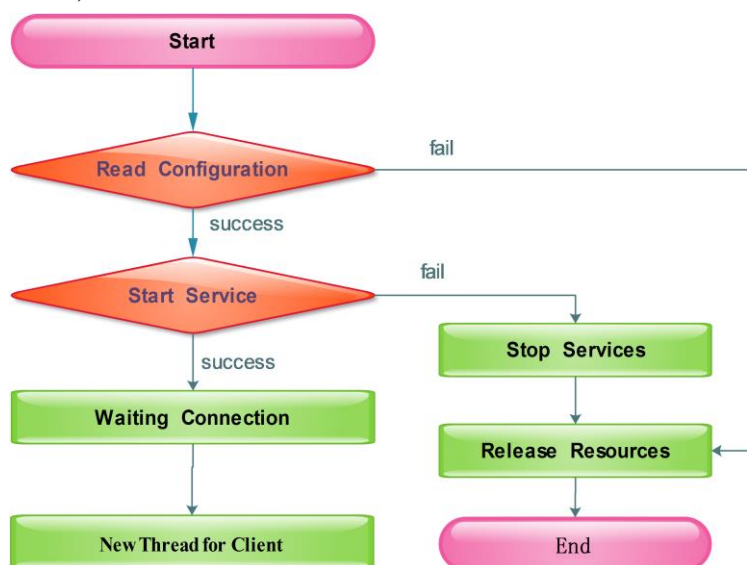 Start
Read Configuration
fail
success
Start Service
fail
success
Stop Services
Waiting Connection
Release Resources
New Thread for Client
End